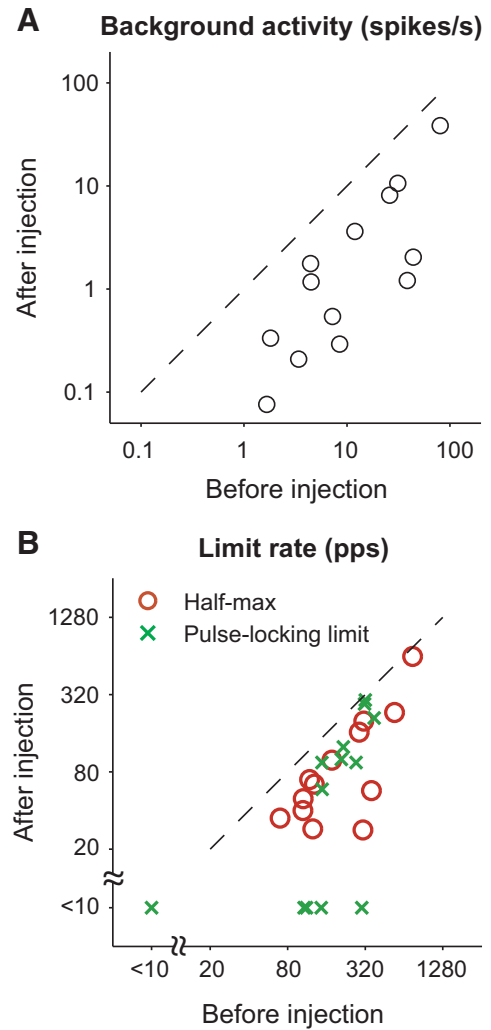 A Background activity (spikes/s)
100
10
1
0.1
After injection
0.1 1 10 100
Before injection
B Limit rate (pps)
Half-max
Pulse-locking limit
1280
320
80
20
<10
After injection
<10 20 80 320 1280
Before injection